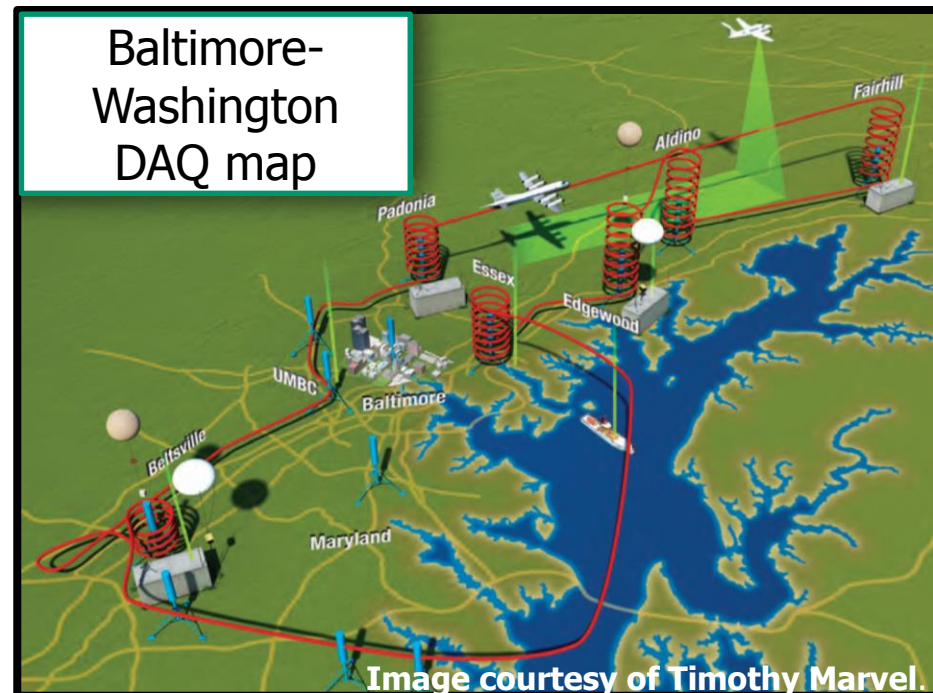 Baltimore-
Washington
DAQ map
Fairhill
Aldino
Padonia
Essex
Edgewood
UMBC
Baltimore
Beltsville
Maryland
Image courtesy of Timothy Marvel.